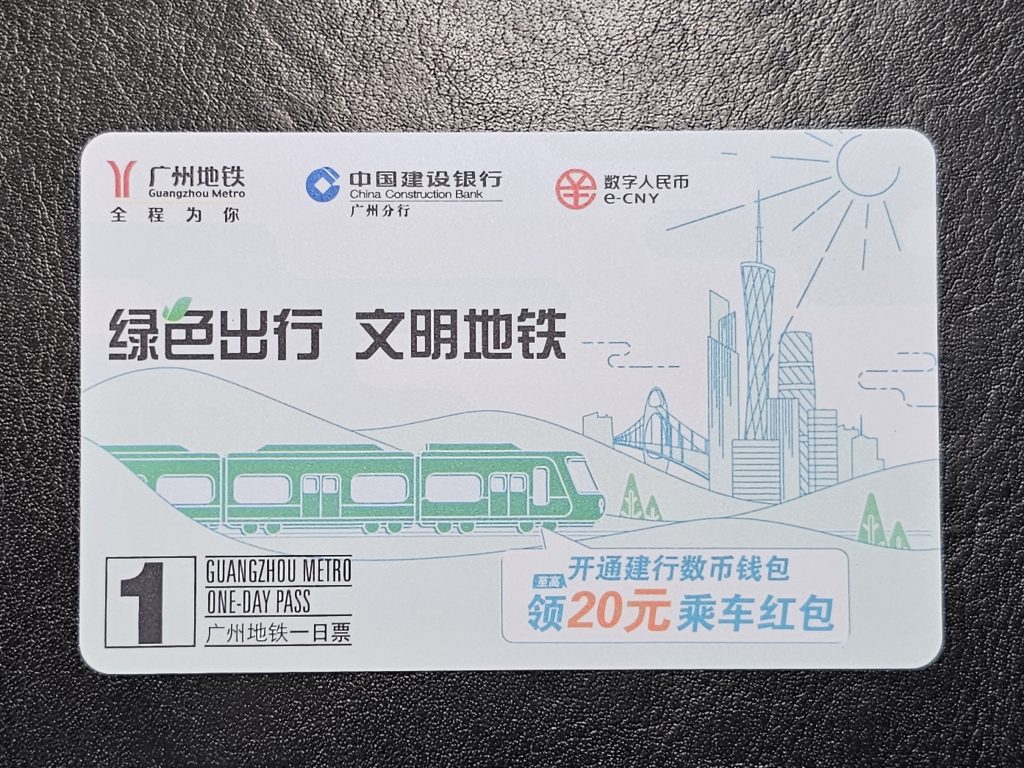 广州地铁
Guangzhou Metro
全程为你
中国建设银行
China Construction Bank
广州分行
数字人民币
e-CNY
绿色出行 文明地铁
1
GUANGZHOU METRO
ONE-DAY PASS
广州地铁一日票
开通建行数币钱包
至高
领20元乘车红包